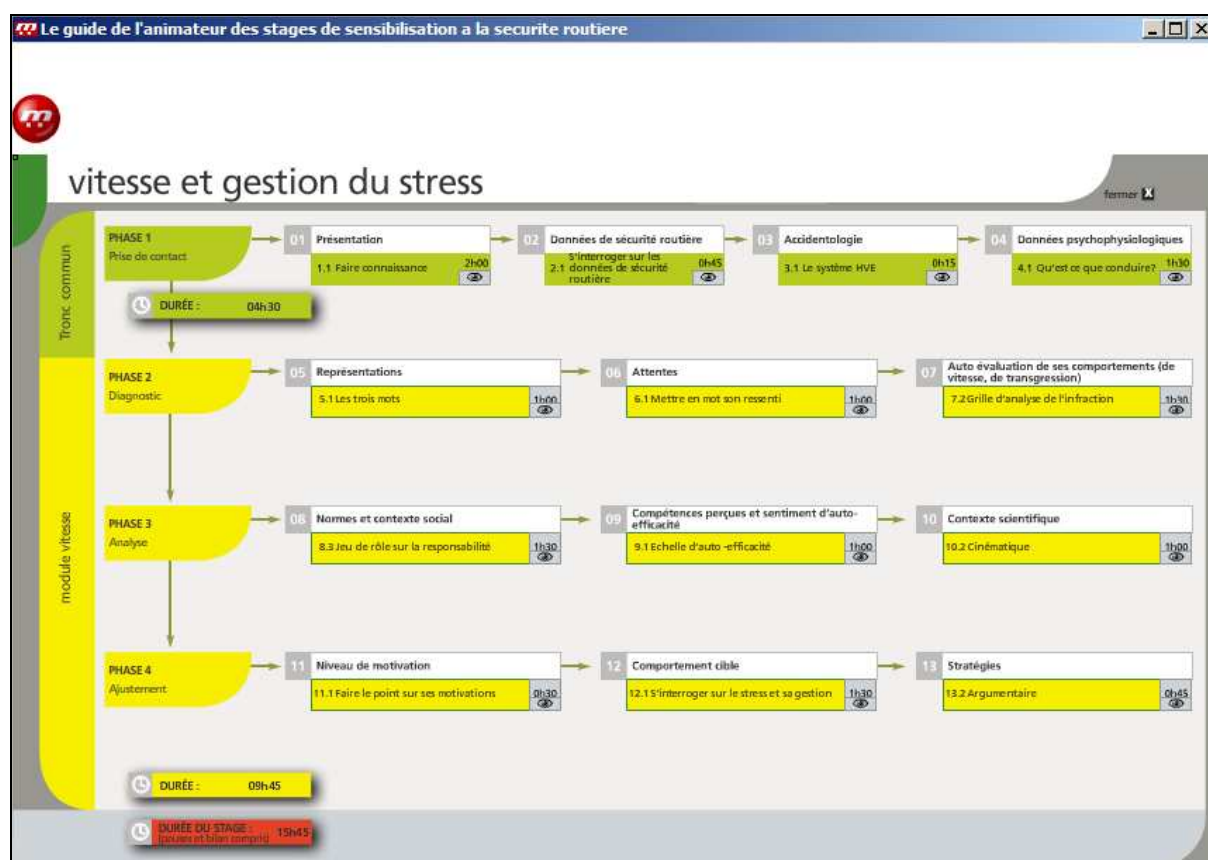 Le guide de l'animateur des stages de sensibilisation a la securite routiere
vitesse et gestion du stress
fermer X
Tronc commun
PHASE 1
Prise de contact
01 Présentation
1.1 Faire connaissance 2h00
02 Données de sécurité routière
S'interroger sur les
2.1 données de sécurité 0h45
routière
03 Accidentologie
3.1 Le système HVE 0h15
04 Données psychophysiologiques
4.1 Qu'est ce que conduire? 1h30
DURÉE : 04h30
module vitesse
PHASE 2
Diagnostic
05 Représentations
5.1 Les trois mots 1h00
06 Attentes
6.1 Mettre en mot son ressenti 1h00
07 Auto évaluation de ses comportements (de
vitesse, de transgression)
7.2 Grille d'analyse de l'infraction 1h30
PHASE 3
Analyse
08 Normes et contexte social
8.3 Jeu de rôle sur la responsabilité 1h30
09 Compétences perçues et sentiment d'auto-
efficacité
9.1 Echelle d'auto -efficacité 1h00
10 Contexte scientifique
10.2 Cinématique 1h00
PHASE 4
Ajustement
11 Niveau de motivation
11.1 Faire le point sur ses motivations 0h30
12 Comportement cible
12.1 S'interroger sur le stress et sa gestion 1h30
13 Stratégies
13.2 Argumentaire 0h45
DURÉE : 09h45
DURÉE DU STAGE : 15h45
(pauses et bilan compris)